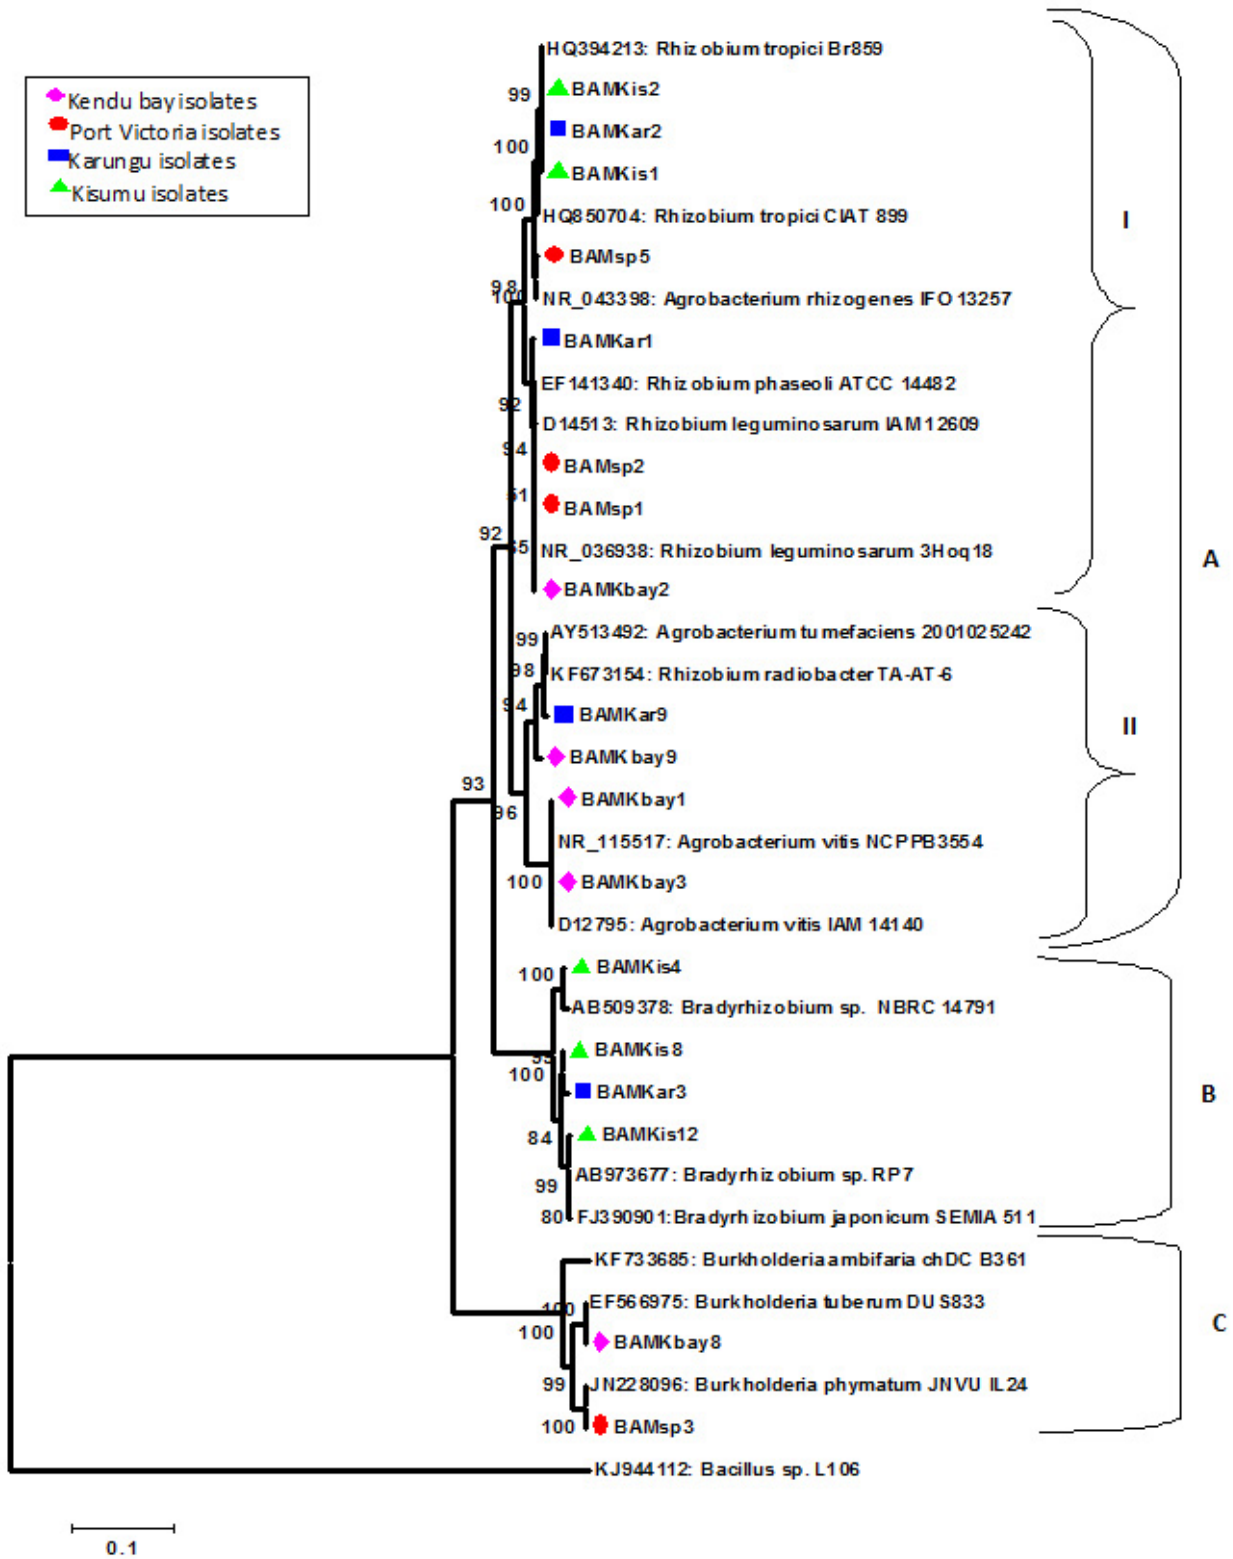 Kendu bay isolates
Port Victoria isolates
Karungu isolates
Kisumu isolates
HQ394213: Rhizobium tropici Br859
99
BAMKis2
BAMKar2
100
BAMKis1
100
HQ850704: Rhizobium tropici CIAT 899
I
BAMsp5
98
100
NR_043398: Agrobacterium rhizogenes IFO 13257
BAMKar1
EF141340: Rhizobium phaseoli ATCC 14482
92
D14513: Rhizobium leguminosarum IAM12609
94
BAMsp2
51
BAMsp1
92
NR_036938: Rhizobium leguminosarum 3Hoq18
A
BAMKbay2
AY513492: Agrobacterium tumefaciens 2001025242
99
KF673154: Rhizobium radiobacter TA-AT-6
98
94
BAMKar9
II
BAMKbay9
93
BAMKbay1
96
NR_115517: Agrobacterium vitis NCPPB3554
100
BAMKbay3
D12795: Agrobacterium vitis IAM 14140
100
BAMKis4
AB509378: Bradyrhizobium sp. NBRC 14791
BAMKis8
100
BAMKar3
B
84
BAMKis12
AB973677: Bradyrhizobium sp. RP7
99
80
FJ390901:Bradyrhizobium japonicum SEMIA 511
KF733685: Burkholderia ambifaria chDC B361
100
EF566975: Burkholderia tuberum DUS833
100
BAMKbay8
C
99
JN228096: Burkholderia phymatum JNVU IL24
100
BAMsp3
KJ944112: Bacillus sp. L106
0.1